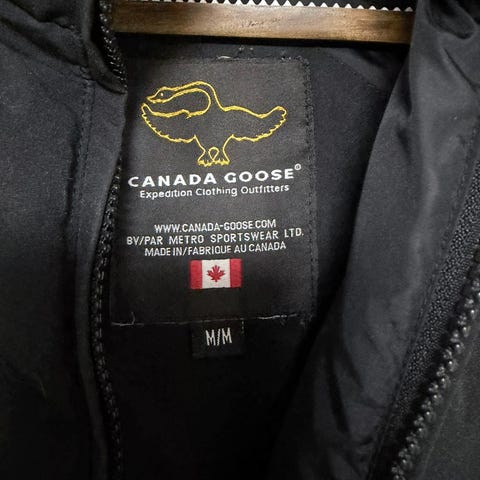 CANADA GOOSE®
Expedition Clothing Outfitters
WWW.CANADA-GOOSE.COM
BY/PAR METRO SPORTSWEAR LTD.
MADE IN/FABRIQUE AU CANADA
M/M